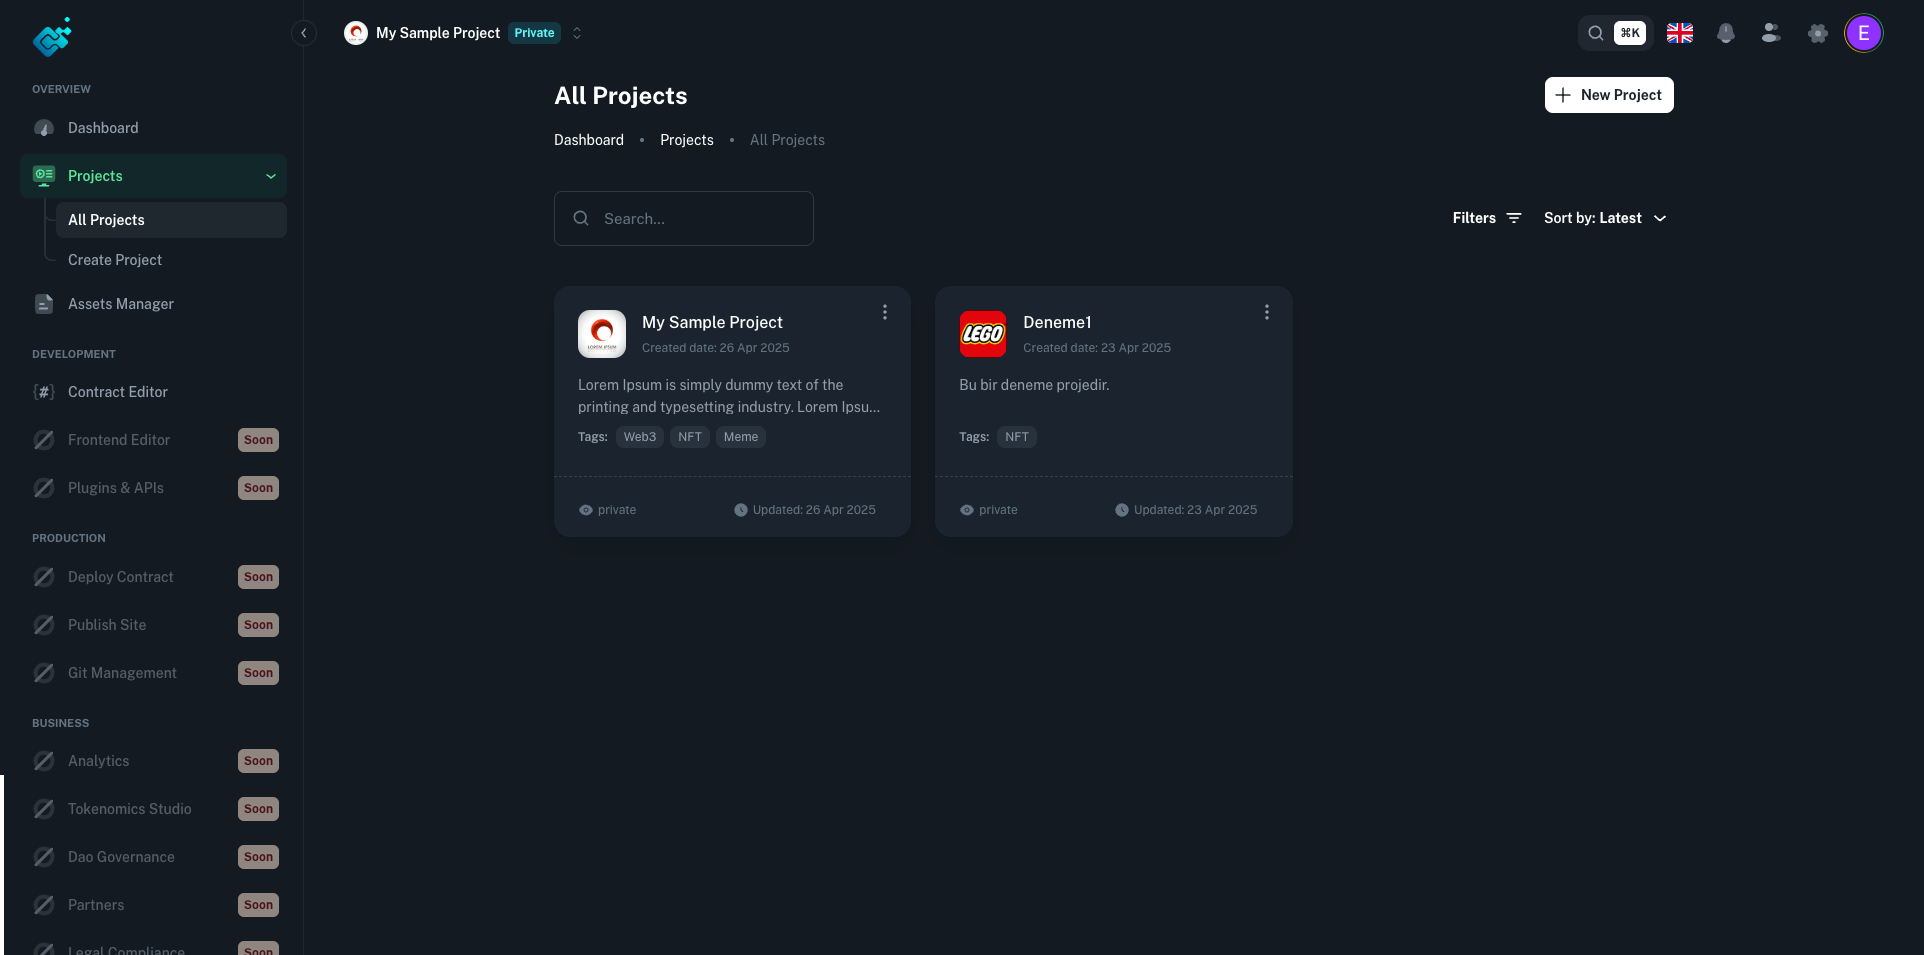 My Sample Project Private
⌘K
E
OVERVIEW
Dashboard
Projects
All Projects
Create Project
Assets Manager
DEVELOPMENT
{#} Contract Editor
Frontend Editor Soon
Plugins & APIs Soon
PRODUCTION
Deploy Contract Soon
Publish Site Soon
Git Management Soon
BUSINESS
Analytics Soon
Tokenomics Studio Soon
Dao Governance Soon
Partners Soon
Legal Compliance Soon
All Projects
New Project
Dashboard • Projects • All Projects
Search...
Filters
Sort by: Latest
LOREM IPSUM
My Sample Project
Created date: 26 Apr 2025
Lorem Ipsum is simply dummy text of the
printing and typesetting industry. Lorem Ipsu...
Tags: Web3 NFT Meme
private
Updated: 26 Apr 2025
LEGO
Deneme1
Created date: 23 Apr 2025
Bu bir deneme projedir.
Tags: NFT
private
Updated: 23 Apr 2025